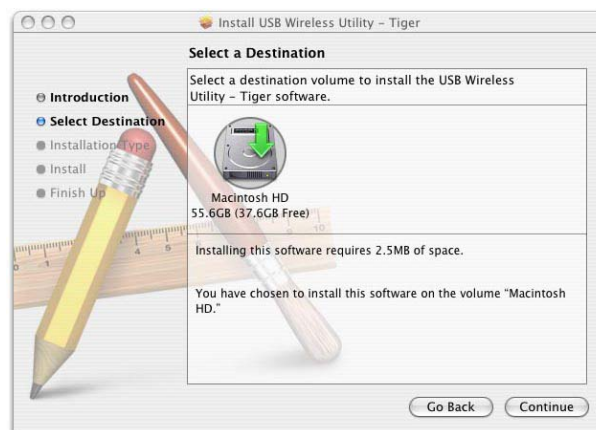 Install USB Wireless Utility – Tiger
Select a Destination
Introduction
Select Destination
Installation Type
Install
Finish Up
Select a destination volume to install the USB Wireless
Utility – Tiger software.
Macintosh HD
55.6GB (37.6GB Free)
Installing this software requires 2.5MB of space.
You have chosen to install this software on the volume “Macintosh
HD.”
Go Back
Continue